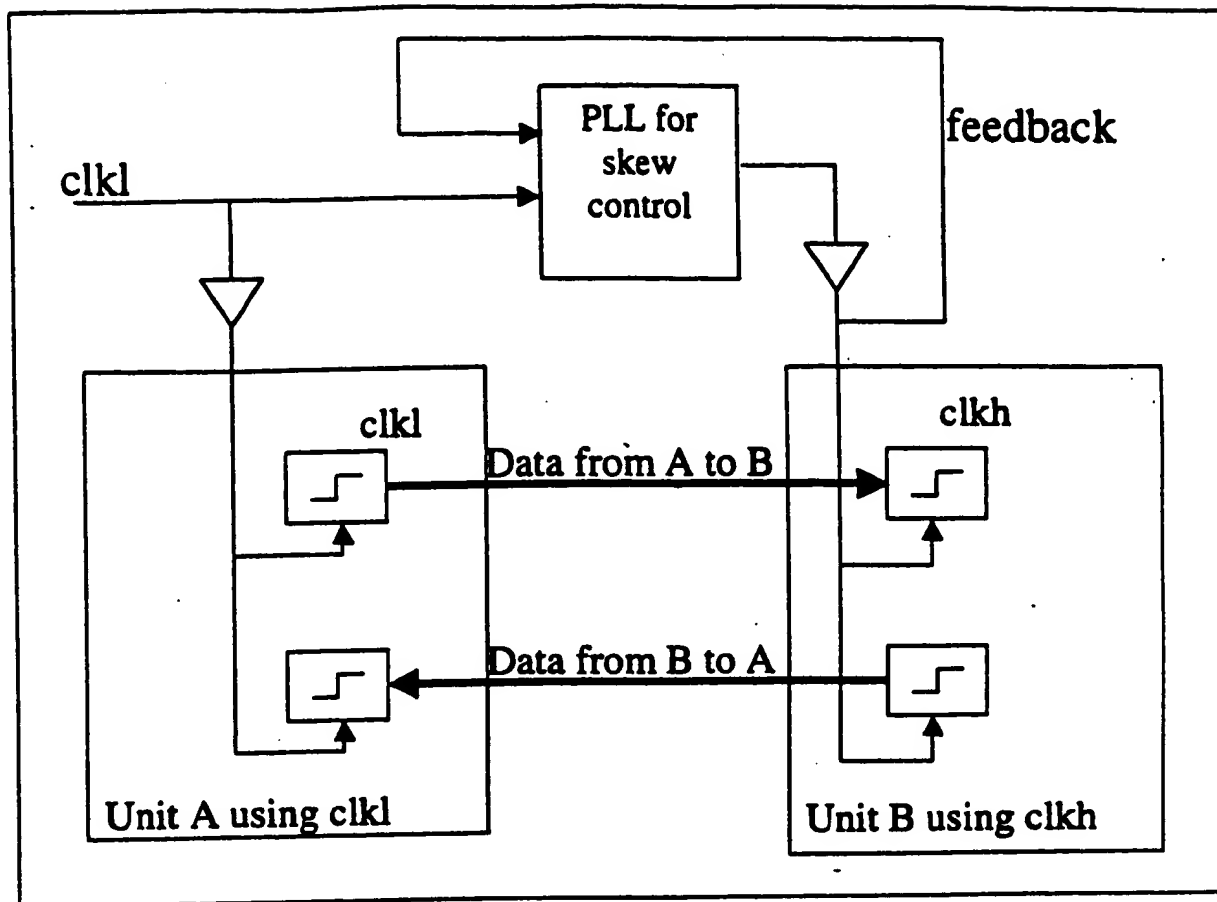 PLL for
skew
control
feedback
clkl
clkl
clkh
Data from A to B
Data from B to A
Unit A using clkl
Unit B using clkh